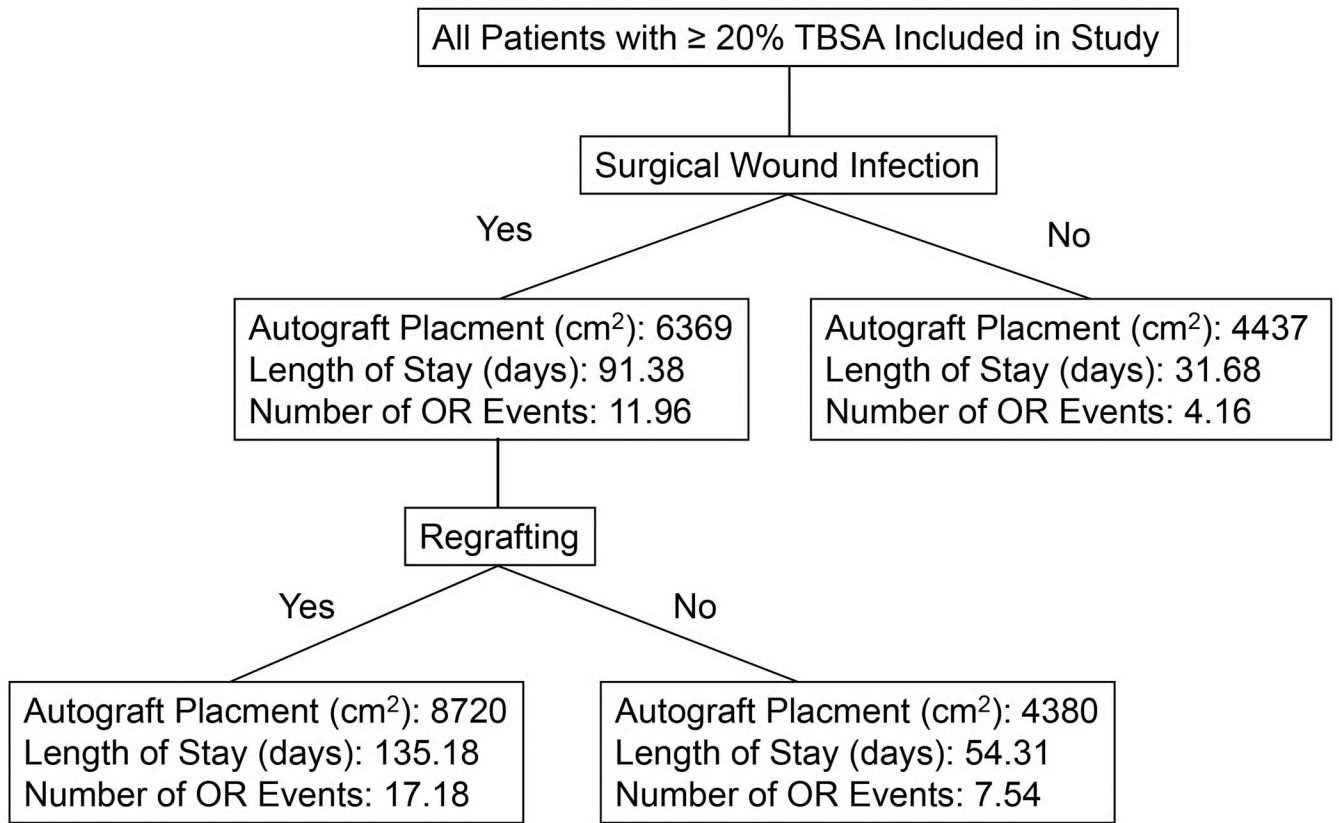 All Patients with ≥ 20% TBSA Included in Study
Surgical Wound Infection
Yes
No
Autograft Placment (cm²): 6369
Length of Stay (days): 91.38
Number of OR Events: 11.96
Autograft Placment (cm²): 4437
Length of Stay (days): 31.68
Number of OR Events: 4.16
Regrafting
Yes
No
Autograft Placment (cm²): 8720
Length of Stay (days): 135.18
Number of OR Events: 17.18
Autograft Placment (cm²): 4380
Length of Stay (days): 54.31
Number of OR Events: 7.54